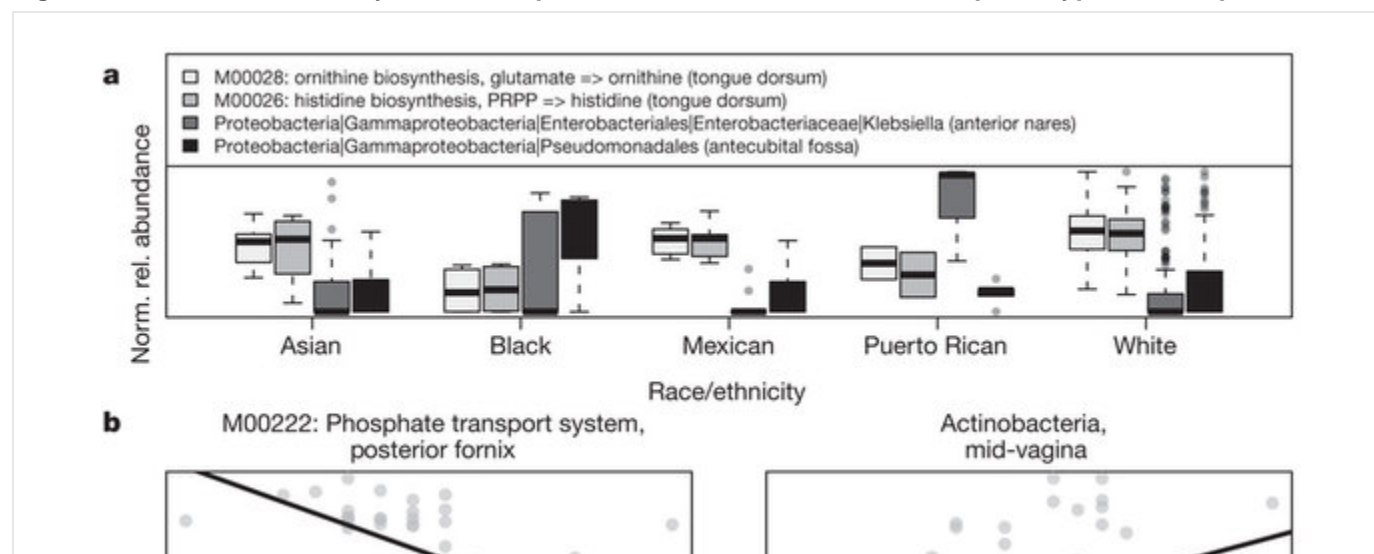 a
M00028: ornithine biosynthesis, glutamate => ornithine (tongue dorsum)
M00026: histidine biosynthesis, PRPP => histidine (tongue dorsum)
Proteobacteria|Gammaproteobacteria|Enterobacteriales|Enterobacteriaceae|Klebsiella (anterior nares)
Proteobacteria|Gammaproteobacteria|Pseudomonadales (antecubital fossa)
Norm. rel. abundance
Asian Black Mexican Puerto Rican White
Race/ethnicity
b
M00222: Phosphate transport system,
posterior fornix
Actinobacteria,
mid-vagina